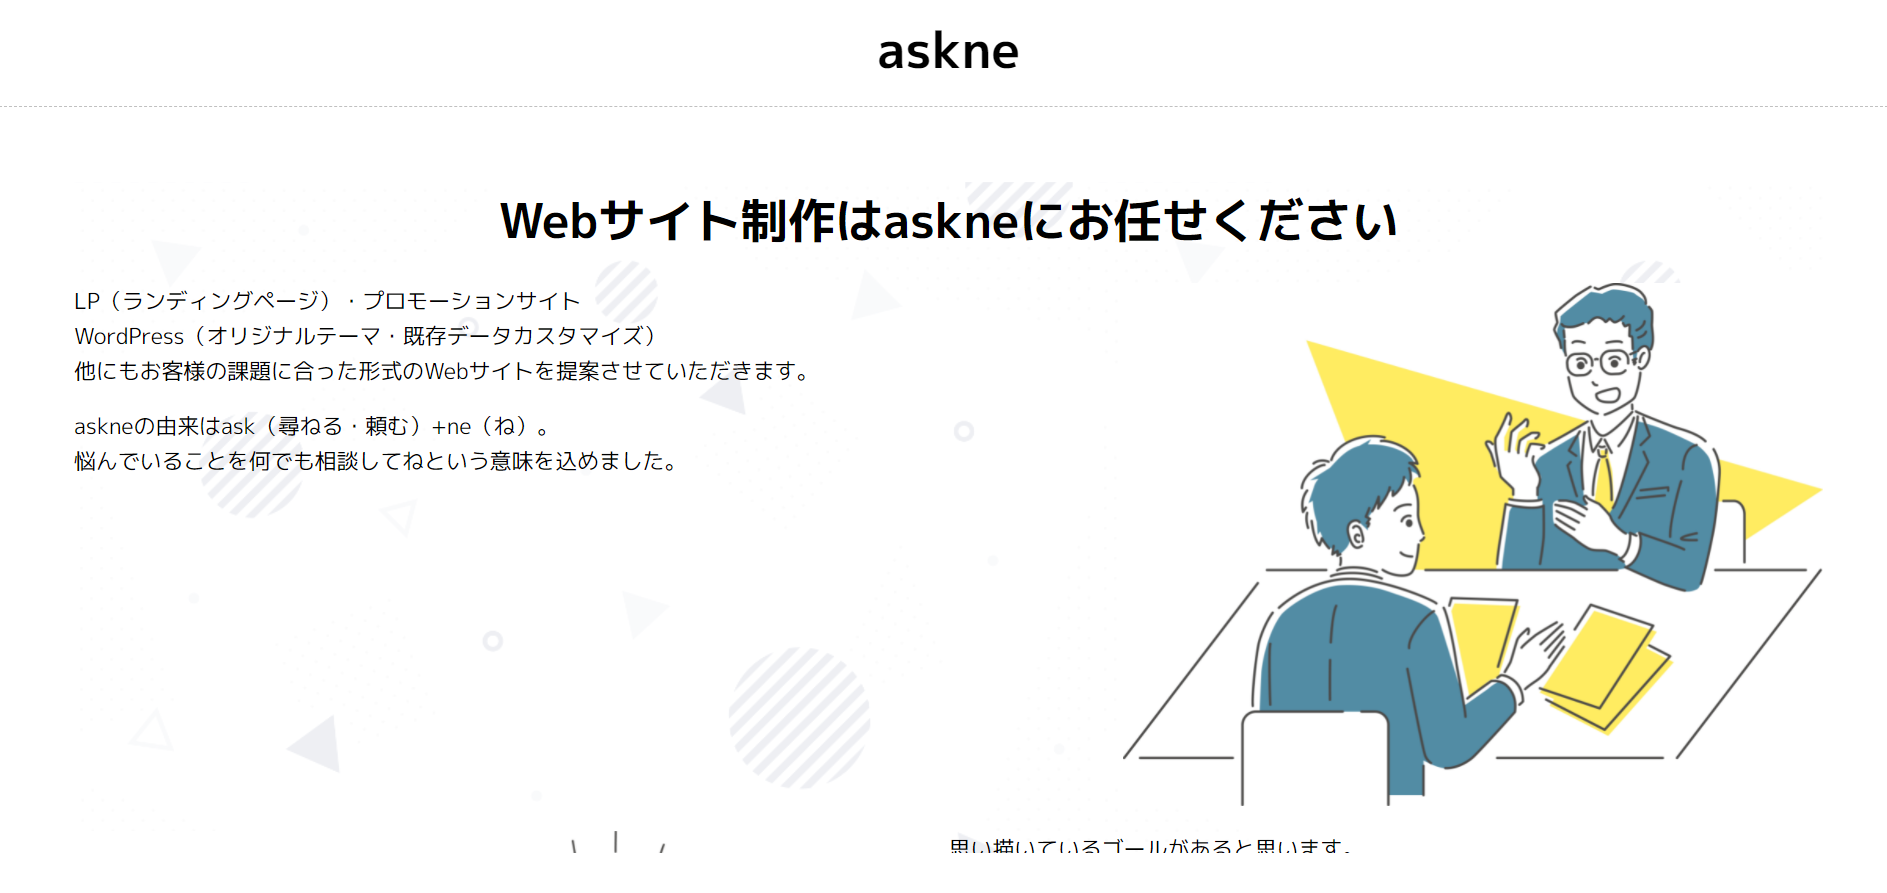 askne
Webサイト制作はaskneにお任せください
LP（ランディングページ）・プロモーションサイト
WordPress（オリジナルテーマ・既存データカスタマイズ）
他にもお客様の課題に合った形式のWebサイトを提案させていただきます。
askneの由来はask（尋ねる・頼む）+ne（ね）。
悩んでいることを何でも相談してねという意味を込めました。
思い描いているゴールがあると思います。